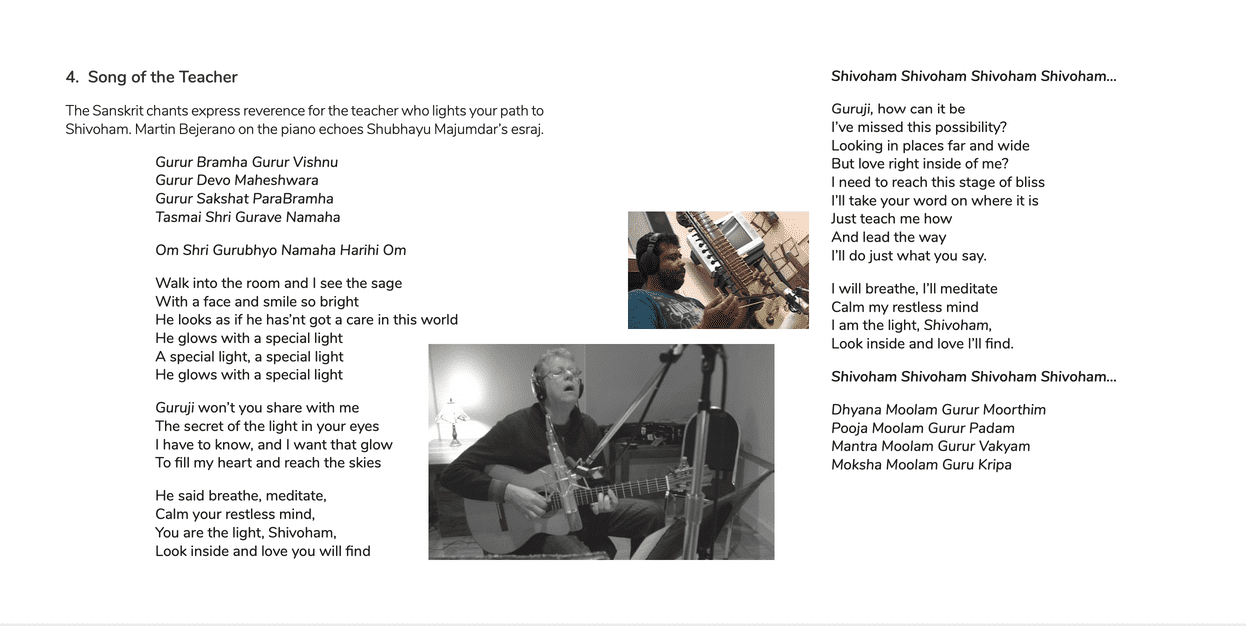 4. Song of the Teacher
The Sanskrit chants express reverence for the teacher who lights your path to
Shivoham. Martin Bejerano on the piano echoes Shubhayu Majumdar's esraj.
Gurur Bramha Gurur Vishnu
Gurur Devo Maheshwara
Gurur Sakshat ParaBramha
Tasmai Shri Gurave Namaha
Om Shri Gurubhyo Namaha Harihi Om
Walk into the room and I see the sage
With a face and smile so bright
He looks as if he has'nt got a care in this world
He glows with a special light
A special light, a special light
He glows with a special light
Guruji won't you share with me
The secret of the light in your eyes
I have to know, and I want that glow
To fill my heart and reach the skies
He said breathe, meditate,
Calm your restless mind,
You are the light, Shivoham,
Look inside and love you will find
Shivoham Shivoham Shivoham Shivoham...
Guruji, how can it be
I've missed this possibility?
Looking in places far and wide
But love right inside of me?
I need to reach this stage of bliss
I'll take your word on where it is
Just teach me how
And lead the way
I'll do just what you say.
I will breathe, I'll meditate
Calm my restless mind
I am the light, Shivoham,
Look inside and love I'll find.
Shivoham Shivoham Shivoham Shivoham...
Dhyana Moolam Gurur Moorthim
Pooja Moolam Gurur Padam
Mantra Moolam Gurur Vakyam
Moksha Moolam Guru Kripa